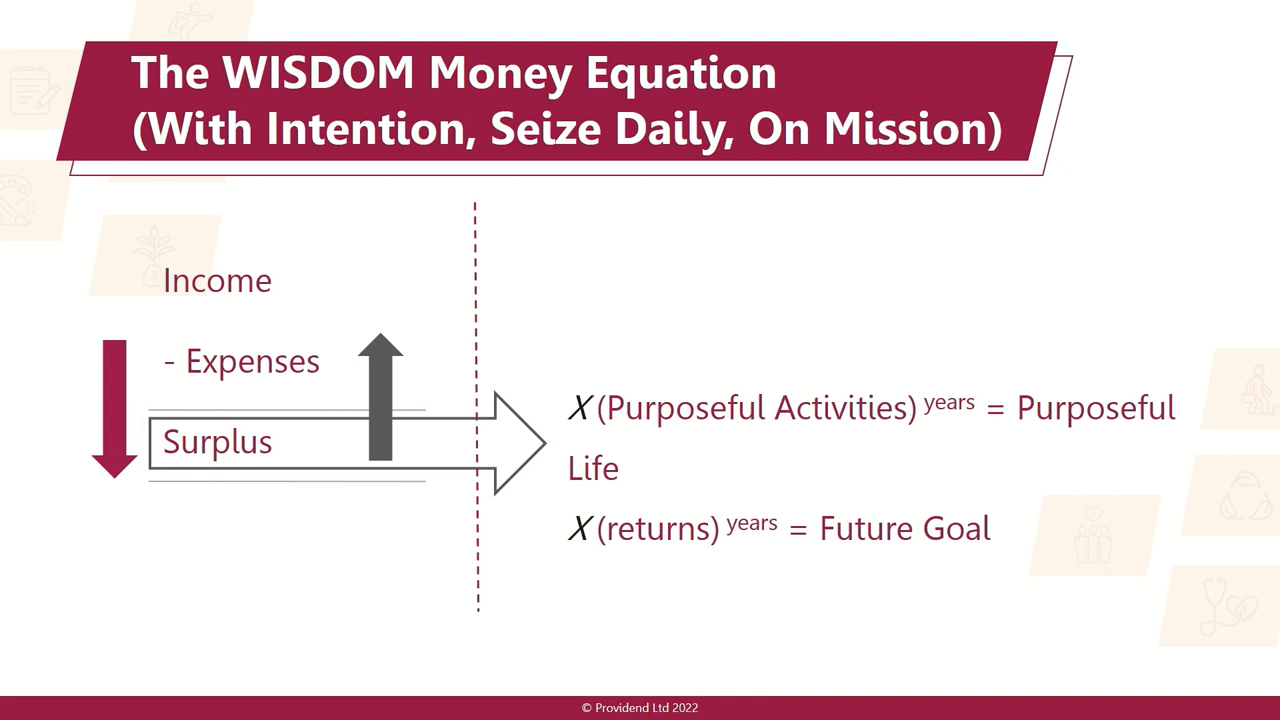 The WISDOM Money Equation
(With Intention, Seize Daily, On Mission)
Income
- Expenses
Surplus
X (Purposeful Activities) years = Purposeful
Life
X (returns) years = Future Goal
© Providend Ltd 2022